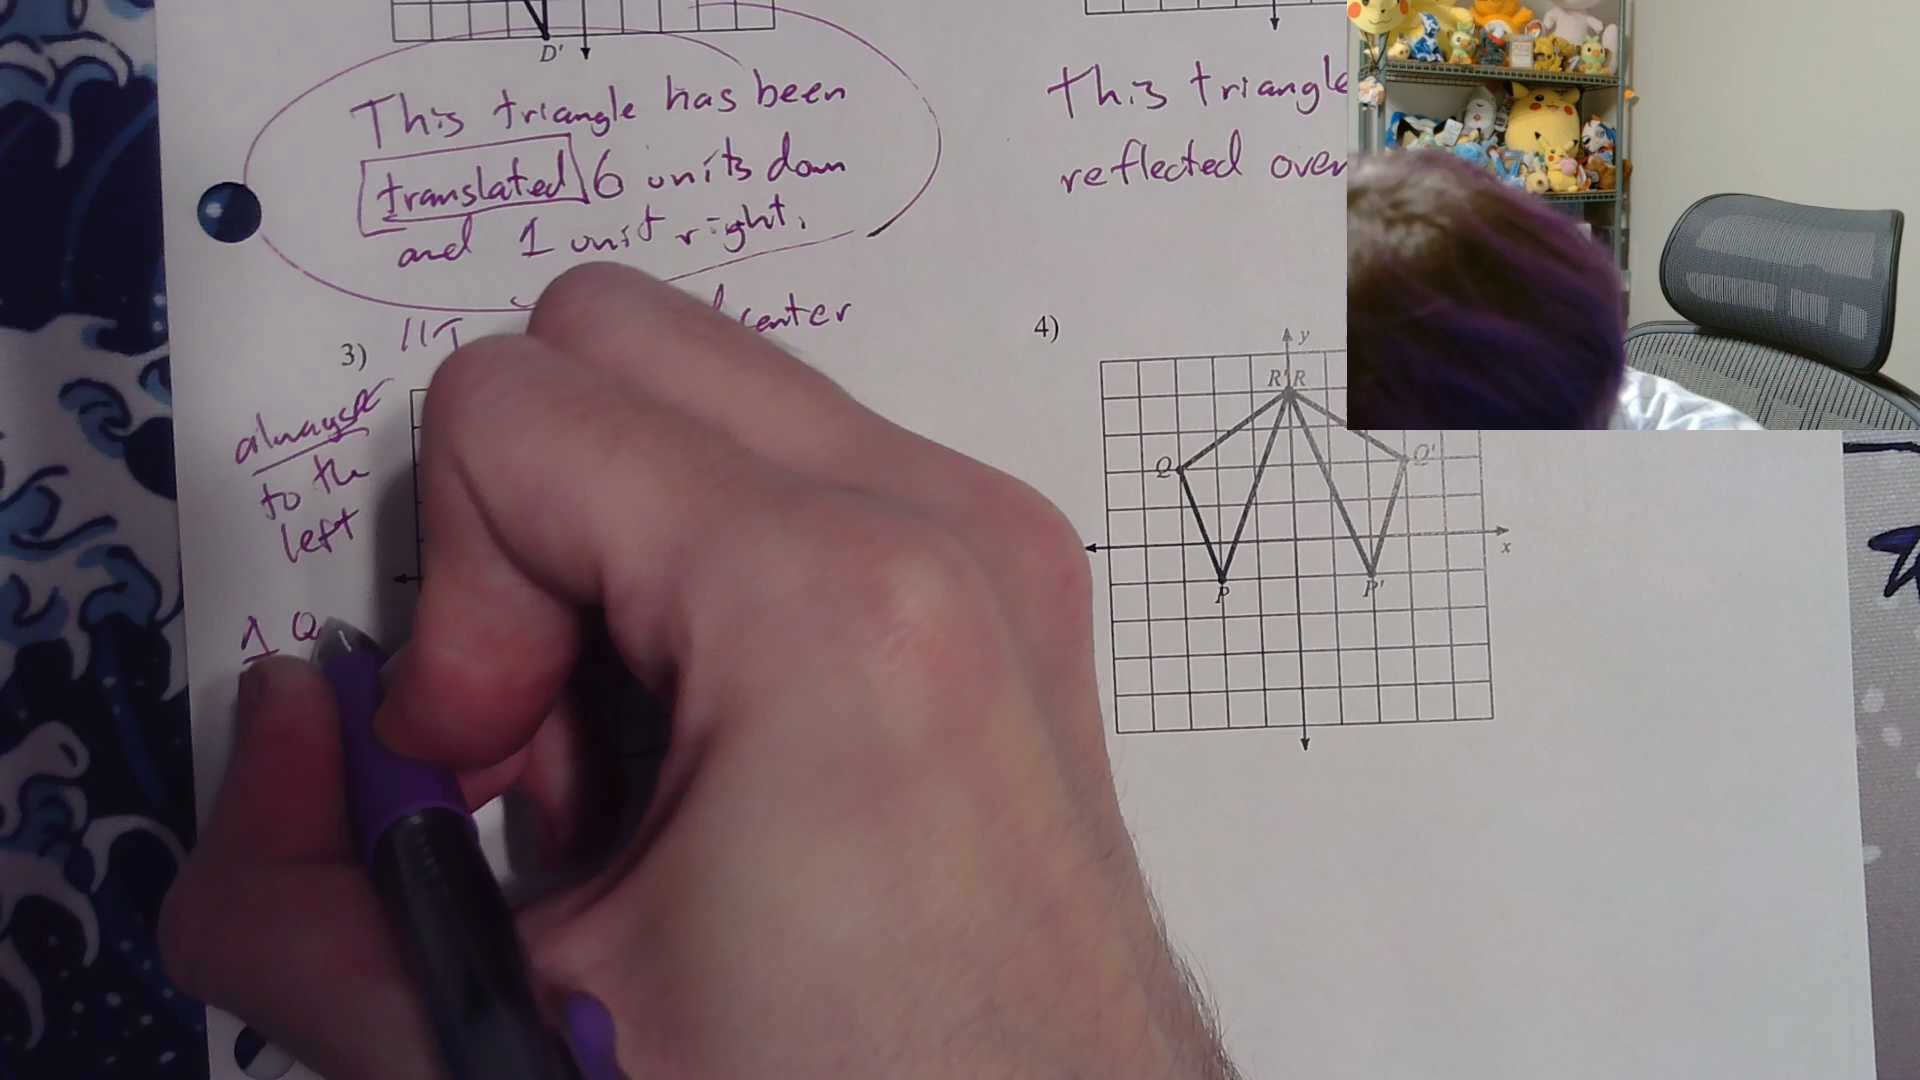 D'
This triangle has been
translated 6 units down
and 1 unit right.
This triangle
reflected over
center
3)
always
to the
left
1 Q
4)
y
R' R
Q
Q'
x
P
P'